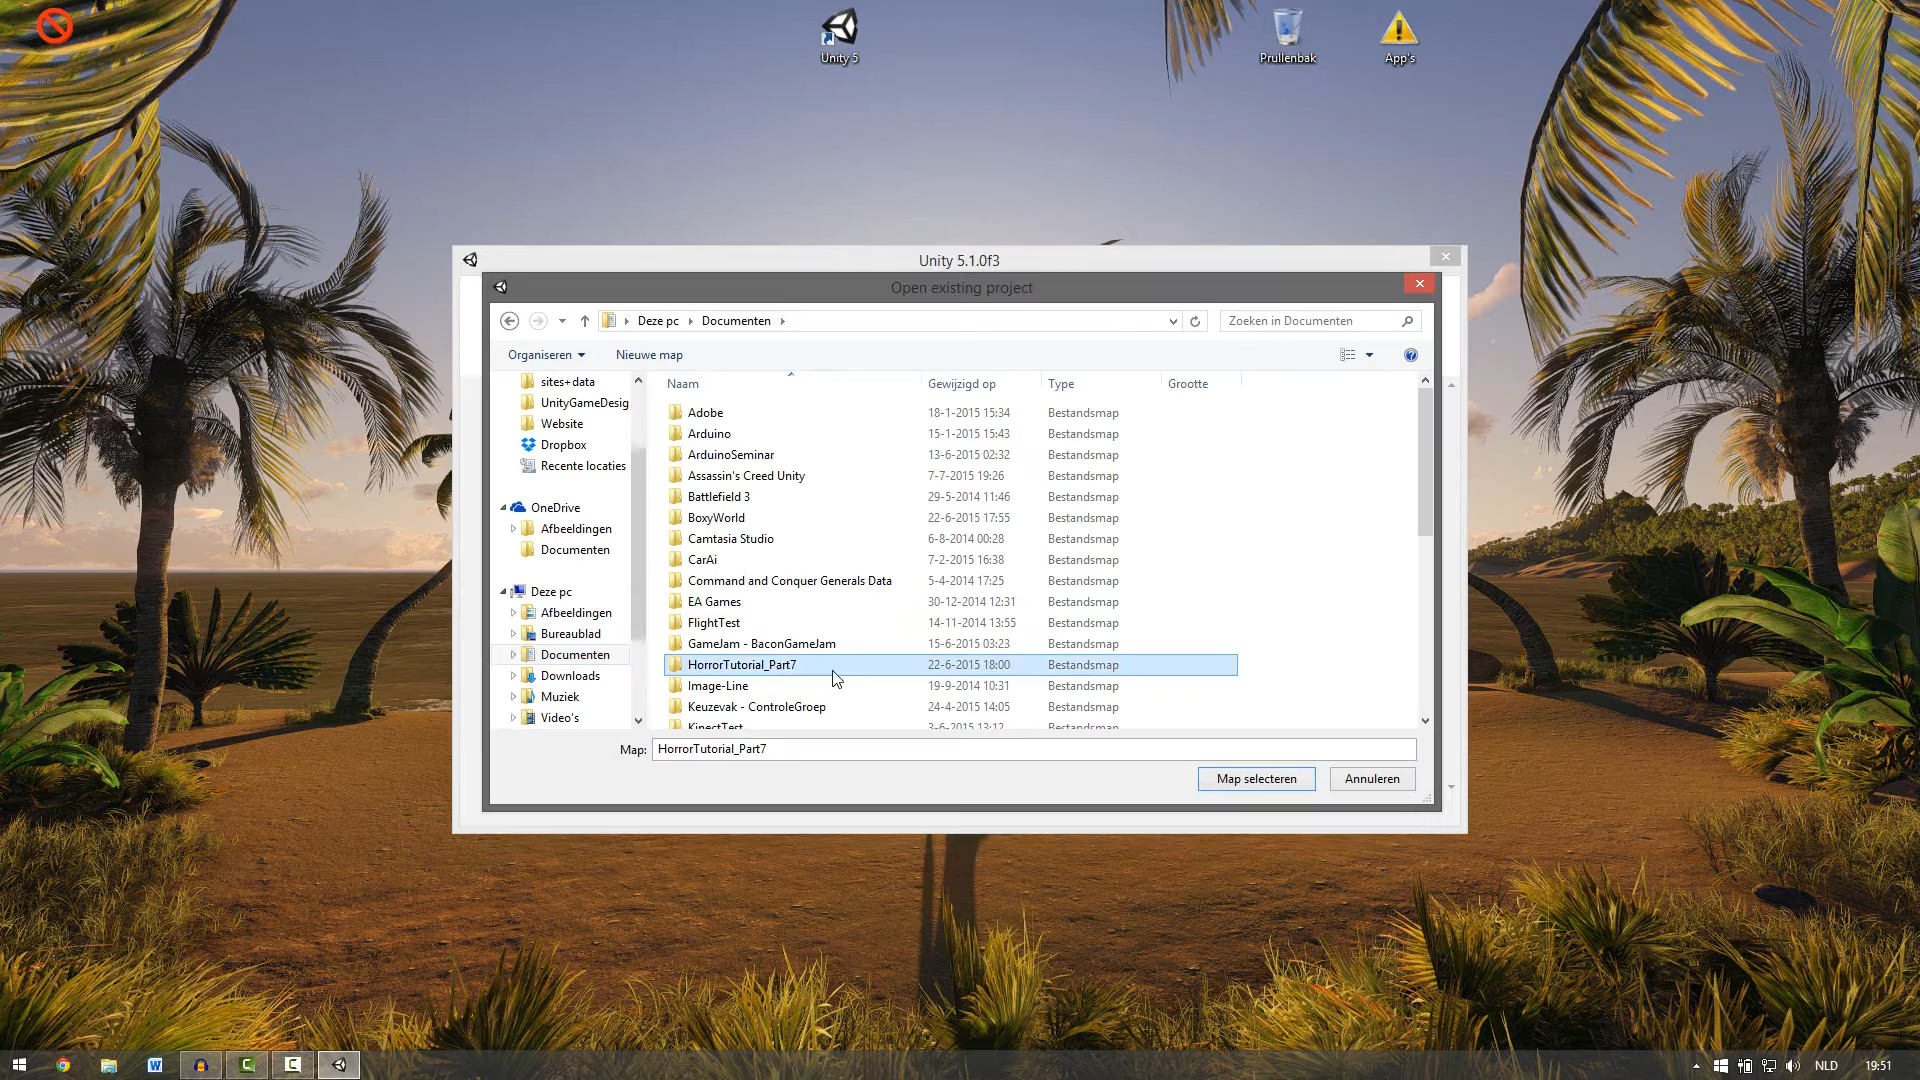 Unity 5
Prullenbak
App's
Unity 5.1.0f3
Open existing project
Deze pc
Documenten
Zoeken in Documenten
Organiseren
Nieuwe map
Naam
Gewijzigd op
Type
Grootte
sites+data
UnityGameDesig
Website
Dropbox
Recente locaties
OneDrive
Afbeeldingen
Documenten
Deze pc
Afbeeldingen
Bureaublad
Documenten
Downloads
Muziek
Video's
Adobe 18-1-2015 15:34 Bestandsmap
Arduino 15-1-2015 15:43 Bestandsmap
ArduinoSeminar 13-6-2015 02:32 Bestandsmap
Assassin's Creed Unity 7-7-2015 19:26 Bestandsmap
Battlefield 3 29-5-2014 11:46 Bestandsmap
BoxyWorld 22-6-2015 17:55 Bestandsmap
Camtasia Studio 6-8-2014 00:28 Bestandsmap
CarAi 7-2-2015 16:38 Bestandsmap
Command and Conquer Generals Data 5-4-2014 17:25 Bestandsmap
EA Games 30-12-2014 12:31 Bestandsmap
FlightTest 14-11-2014 13:55 Bestandsmap
GameJam - BaconGameJam 15-6-2015 03:23 Bestandsmap
HorrorTutorial_Part7 22-6-2015 18:00 Bestandsmap
Image-Line 19-9-2014 10:31 Bestandsmap
Keuzevak - ControleGroep 24-4-2015 14:05 Bestandsmap
KinectTest 3-6-2015 13:12 Bestandsmap
Map: HorrorTutorial_Part7
Map selecteren
Annuleren
NLD
19:51